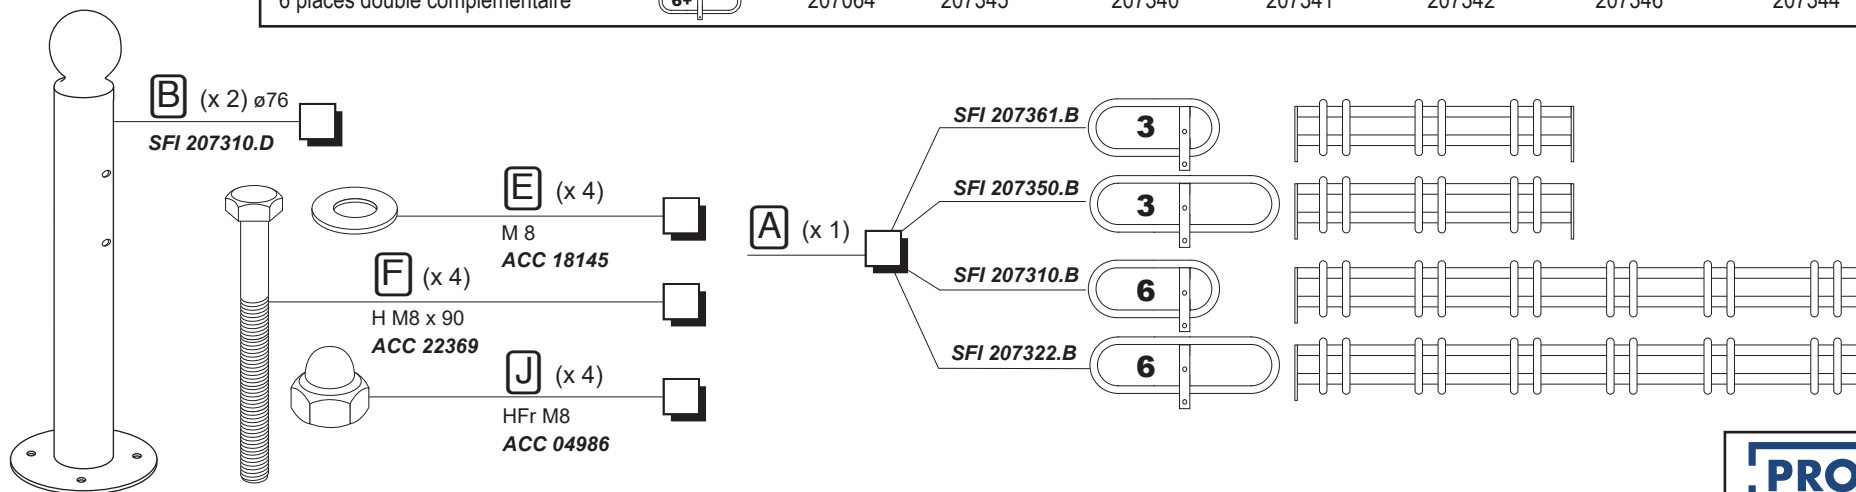 6 places double complémentaire 6+ 207064 207345 207340 207341 207342 207346 207344
B (x 2) ø76
SFI 207310.D
E (x 4)
M 8
ACC 18145
F (x 4)
H M8 x 90
ACC 22369
J (x 4)
HFr M8
ACC 04986
A (x 1)
SFI 207361.B 3
SFI 207350.B 3
SFI 207310.B 6
SFI 207322.B 6
PRO